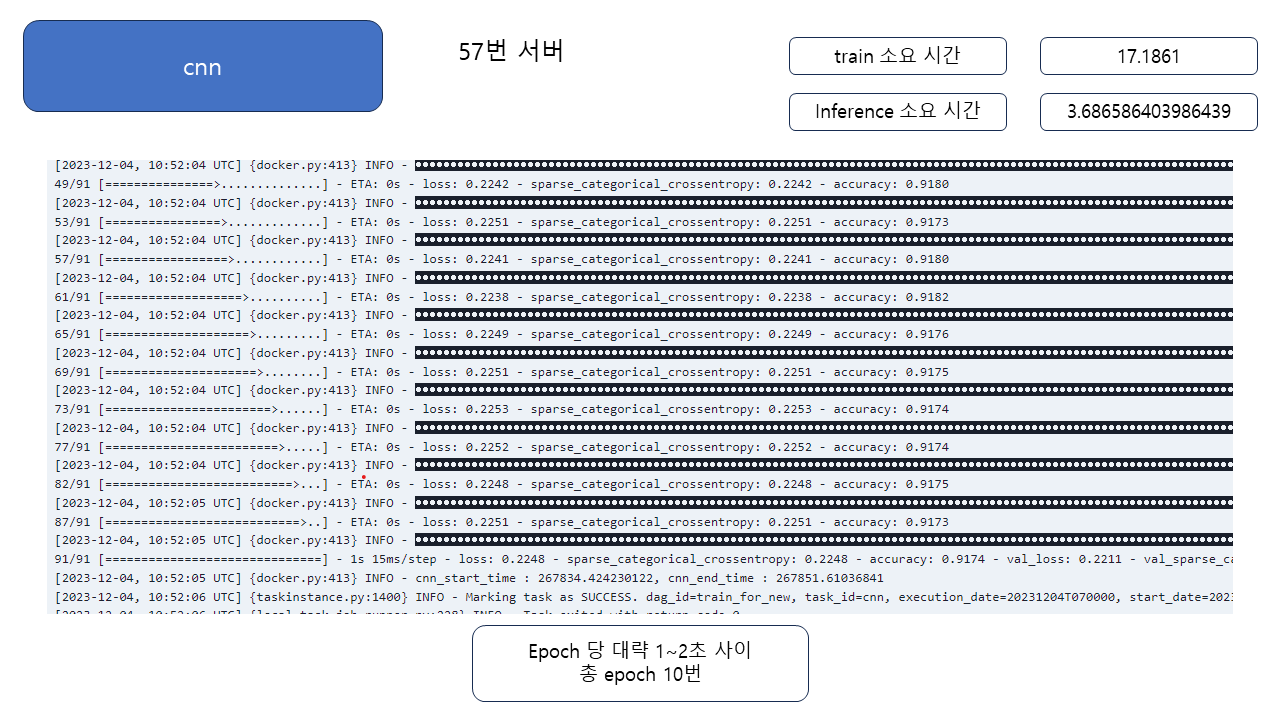 cnn
57번 서버
train 소요 시간
17.1861
Inference 소요 시간
3.686586403986439
[2023-12-04, 10:52:04 UTC] {docker.py:413} INFO -
49/91 [===============>..............] - ETA: 0s - loss: 0.2242 - sparse_categorical_crossentropy: 0.2242 - accuracy: 0.9180
[2023-12-04, 10:52:04 UTC] {docker.py:413} INFO -
53/91 [================>.............] - ETA: 0s - loss: 0.2251 - sparse_categorical_crossentropy: 0.2251 - accuracy: 0.9173
[2023-12-04, 10:52:04 UTC] {docker.py:413} INFO -
57/91 [=================>............] - ETA: 0s - loss: 0.2241 - sparse_categorical_crossentropy: 0.2241 - accuracy: 0.9180
[2023-12-04, 10:52:04 UTC] {docker.py:413} INFO -
61/91 [===================>..........] - ETA: 0s - loss: 0.2238 - sparse_categorical_crossentropy: 0.2238 - accuracy: 0.9182
[2023-12-04, 10:52:04 UTC] {docker.py:413} INFO -
65/91 [====================>.........] - ETA: 0s - loss: 0.2249 - sparse_categorical_crossentropy: 0.2249 - accuracy: 0.9176
[2023-12-04, 10:52:04 UTC] {docker.py:413} INFO -
69/91 [=====================>........] - ETA: 0s - loss: 0.2251 - sparse_categorical_crossentropy: 0.2251 - accuracy: 0.9175
[2023-12-04, 10:52:04 UTC] {docker.py:413} INFO -
73/91 [=======================>......] - ETA: 0s - loss: 0.2253 - sparse_categorical_crossentropy: 0.2253 - accuracy: 0.9174
[2023-12-04, 10:52:04 UTC] {docker.py:413} INFO -
77/91 [========================>.....] - ETA: 0s - loss: 0.2252 - sparse_categorical_crossentropy: 0.2252 - accuracy: 0.9174
[2023-12-04, 10:52:04 UTC] {docker.py:413} INFO -
82/91 [==========================>...] - ETA: 0s - loss: 0.2248 - sparse_categorical_crossentropy: 0.2248 - accuracy: 0.9175
[2023-12-04, 10:52:05 UTC] {docker.py:413} INFO -
87/91 [===========================>..] - ETA: 0s - loss: 0.2251 - sparse_categorical_crossentropy: 0.2251 - accuracy: 0.9173
[2023-12-04, 10:52:05 UTC] {docker.py:413} INFO -
91/91 [==============================] - 1s 15ms/step - loss: 0.2248 - sparse_categorical_crossentropy: 0.2248 - accuracy: 0.9174 - val_loss: 0.2211 - val_sparse_ca
[2023-12-04, 10:52:05 UTC] {docker.py:413} INFO - cnn_start_time : 267834.424230122, cnn_end_time : 267851.61036841
[2023-12-04, 10:52:06 UTC] {taskinstance.py:1400} INFO - Marking task as SUCCESS. dag_id=train_for_new, task_id=cnn, execution_date=20231204T070000, start_date=202
Epoch 당 대략 1~2초 사이
총 epoch 10번